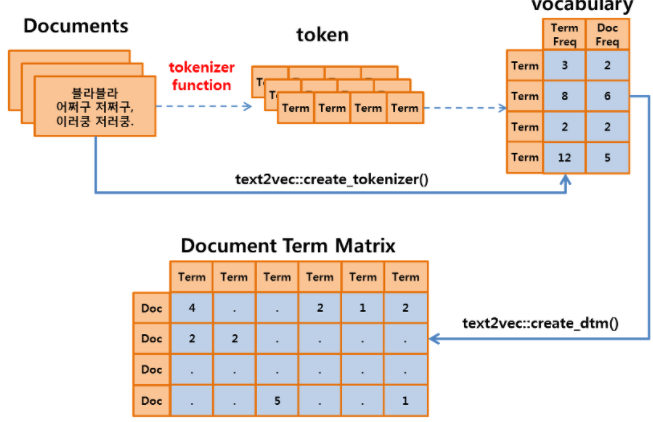 vocabulary
Documents
token
Term Freq
Doc Freq
tokenizer
function
블라블라
어쩌구 저쩌구,
이러쿵 저러쿵.
Term
Term
Term
Term Term Term Term
Term 3 2
Term 8 6
Term 2 2
Term 12 5
text2vec::create_tokenizer()
Document Term Matrix
Term Term Term Term Term Term
Doc 4 . . 2 1 2
Doc 2 2 . . . .
Doc . . . . . .
Doc . . 5 . . 1
text2vec::create_dtm()